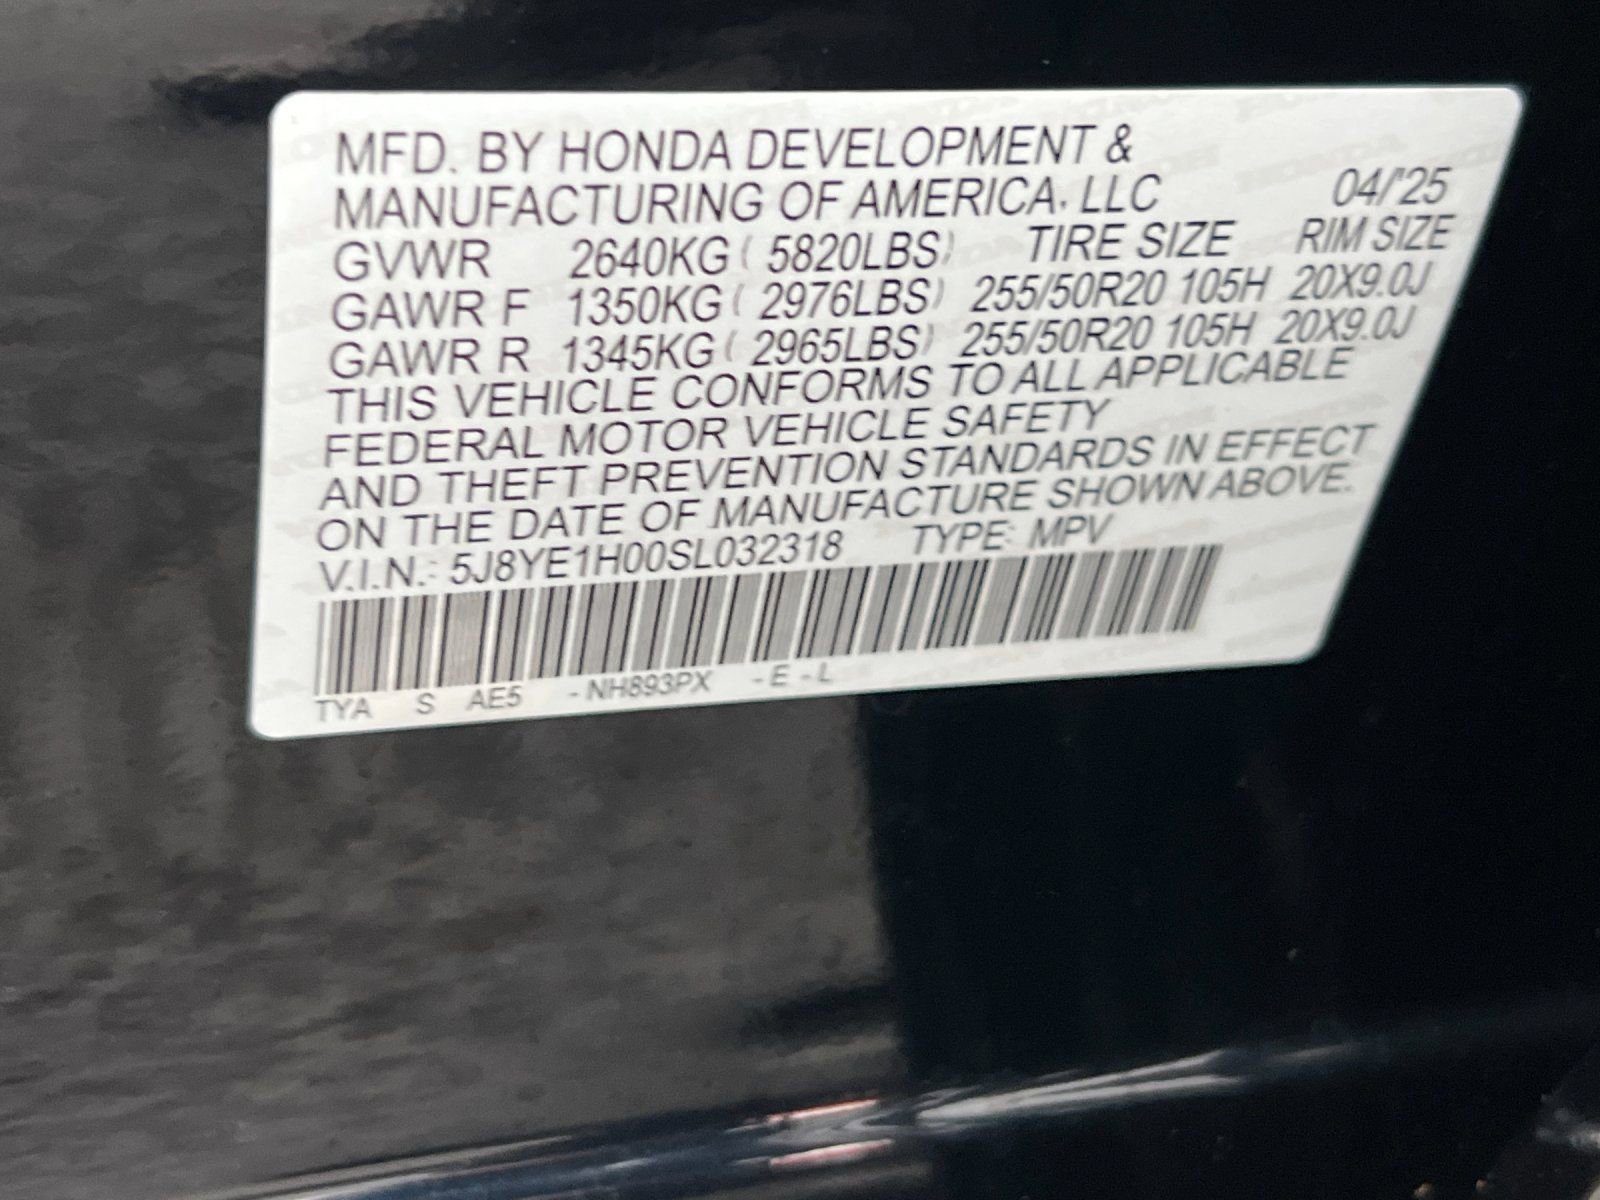 MFD. BY HONDA DEVELOPMENT &
MANUFACTURING OF AMERICA, LLC 04/'25
GVWR 2640KG ( 5820LBS) TIRE SIZE RIM SIZE
GAWR F 1350KG ( 2976LBS) 255/50R20 105H 20X9.0J
GAWR R 1345KG ( 2965LBS) 255/50R20 105H 20X9.0J
THIS VEHICLE CONFORMS TO ALL APPLICABLE
FEDERAL MOTOR VEHICLE SAFETY
AND THEFT PREVENTION STANDARDS IN EFFECT
ON THE DATE OF MANUFACTURE SHOWN ABOVE.
V.I.N.: 5J8YE1H00SL032318 TYPE: MPV
TYA S AE5 -NH893PX -E -L